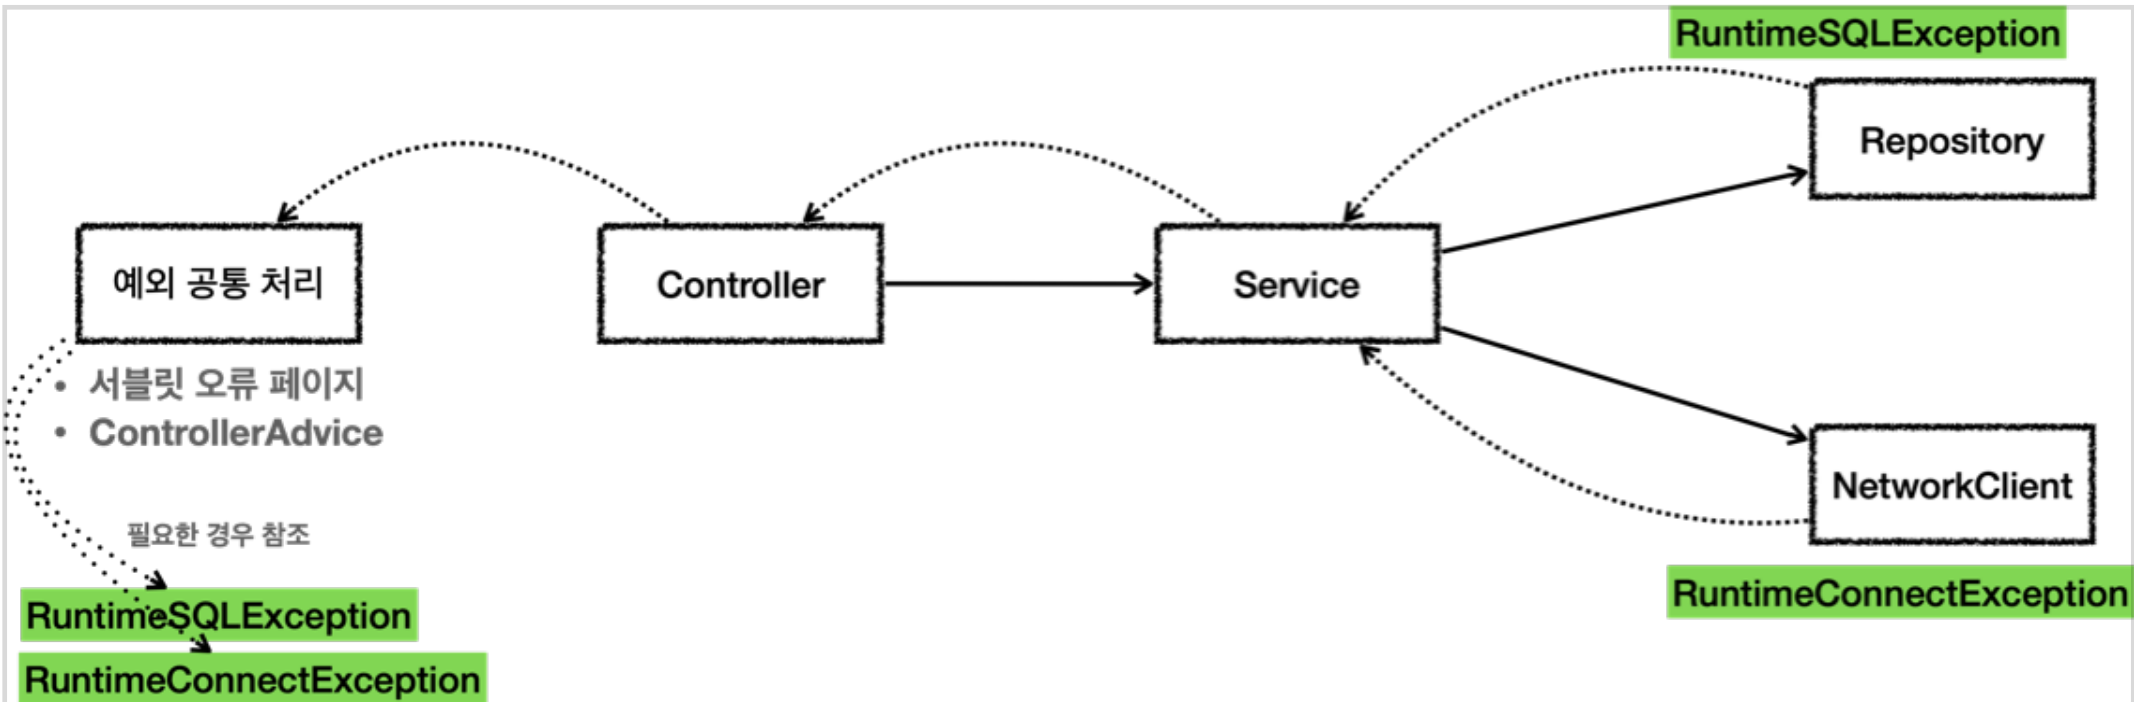 RuntimeSQLException
Repository
예외 공통 처리
Controller
Service
• 서블릿 오류 페이지
• ControllerAdvice
NetworkClient
필요한 경우 참조
RuntimeConnectException
RuntimeSQLException
RuntimeConnectException